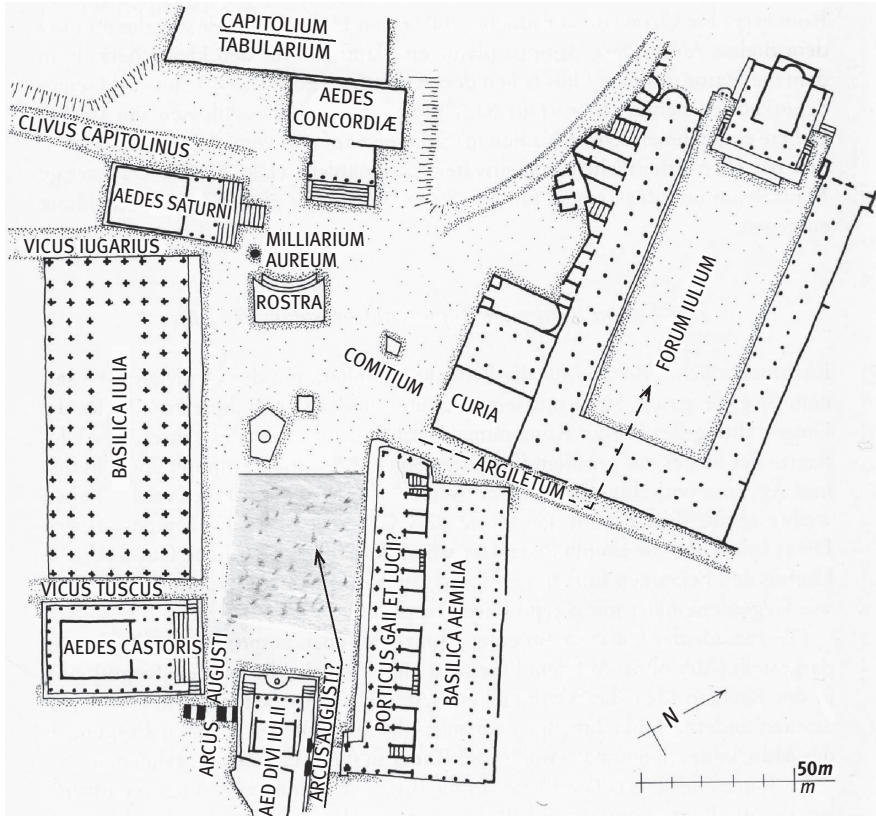 CAPITOLIUM
TABULARIUM
AEDES
CONCORDIÆ
CLIVUS CAPITOLINUS
AEDES SATURNI
VICUS IUGARIUS
MILLIARIUM
AUREUM
ROSTRA
FORUM IULIUM
COMITIUM
BASILICA IULIA
CURIA
ARGILETUM
VICUS TUSCUS
AEDES CASTORIS
PORTICUS GAII ET LUCII?
BASILICA AEMILIA
ARCUS AUGUSTI
AED DIVI IULII
ARCUS AUGUSTI?
N
50m
m